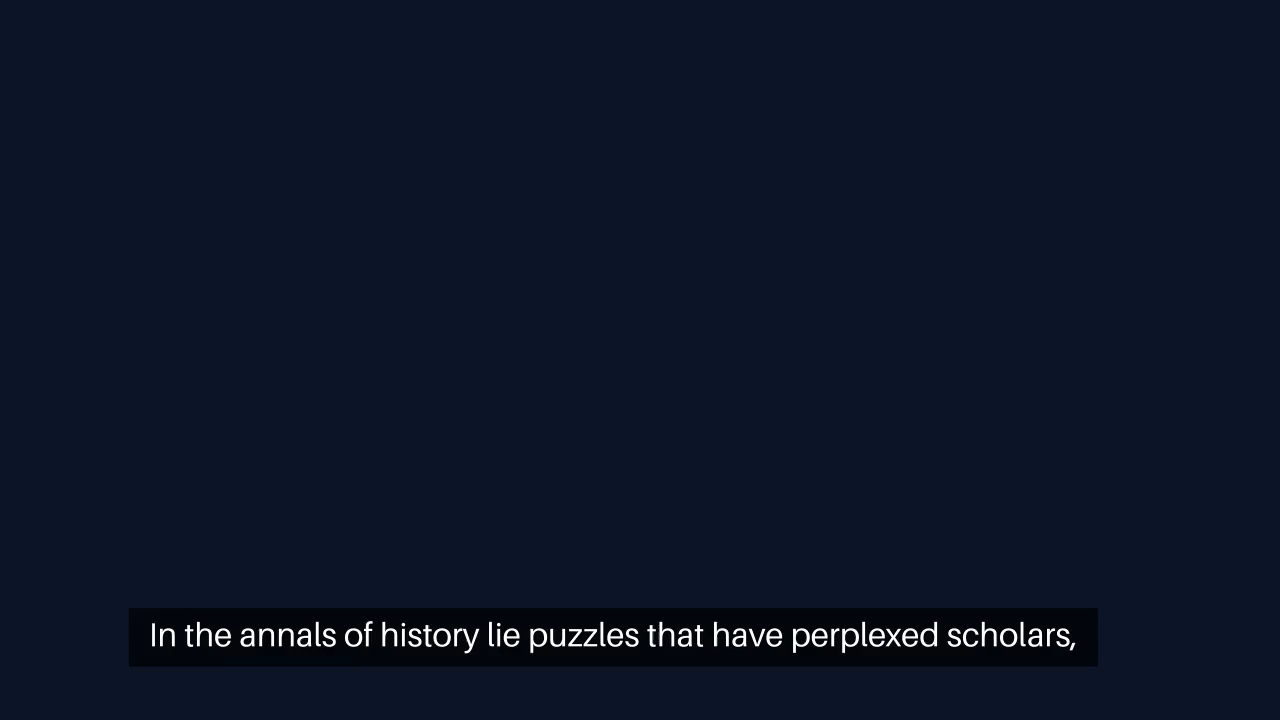 In the annals of history lie puzzles that have perplexed scholars,